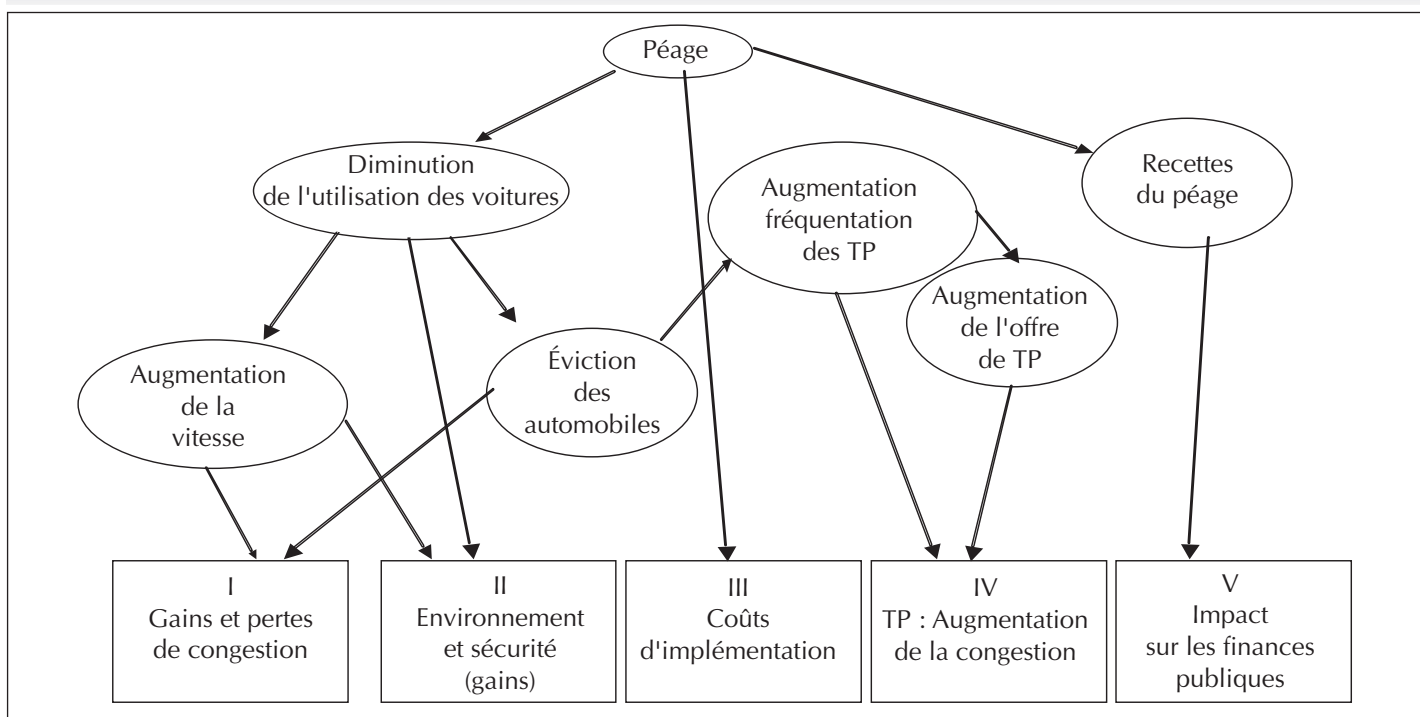 Péage
Diminution
de l'utilisation des voitures
Augmentation
fréquentation
des TP
Recettes
du péage
Augmentation
de l'offre
de TP
Augmentation
de la
vitesse
Éviction
des
automobiles
I
Gains et pertes
de congestion
II
Environnement
et sécurité
(gains)
III
Coûts
d'implémentation
IV
TP : Augmentation
de la congestion
V
Impact
sur les finances
publiques